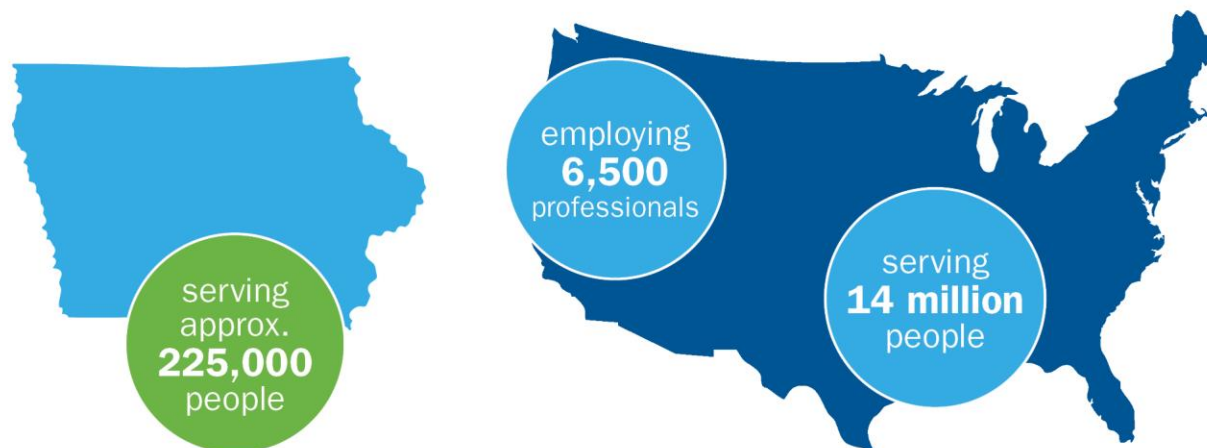 serving
approx.
225,000
people
employing
6,500
professionals
serving
14 million
people